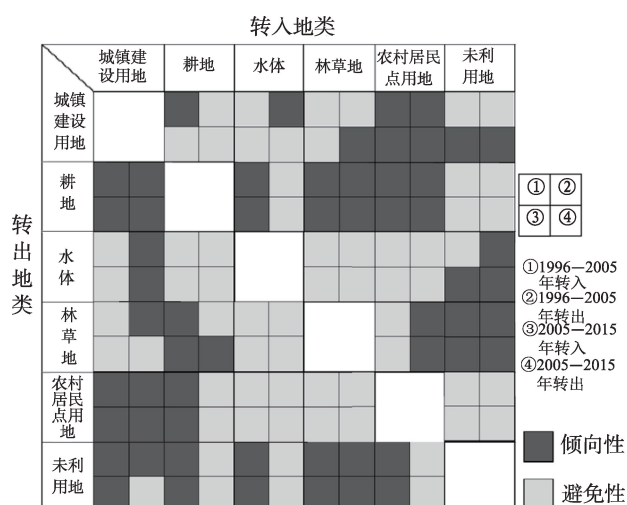 转入地类
城镇建
设用地
耕地
水体
林草地
农村居民
点用地
未利
用地
转出地类
城镇
建设
用地
耕
地
水
体
林
草
地
农村
居民
点用
地
未利
用地
① ②
③ ④
①1996—2005
年转入
②1996—2005
年转出
③2005—2015
年转入
④2005—2015
年转出
倾向性
避免性